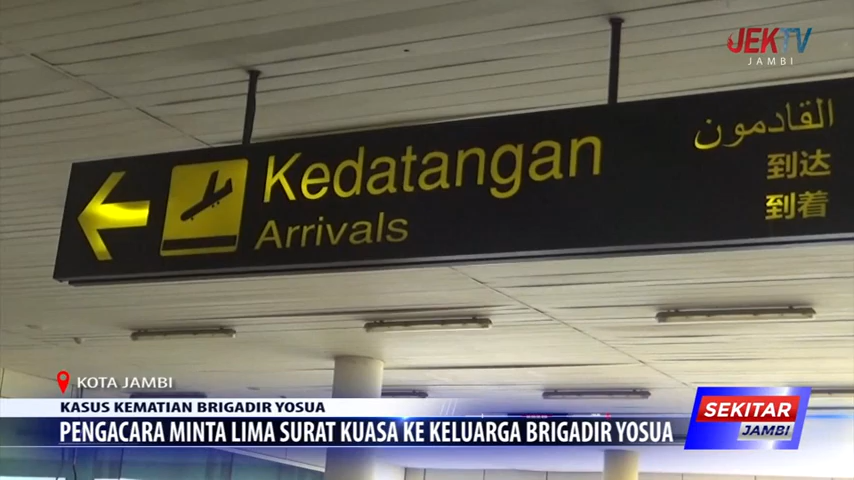 JEKTV
JAMBI
Kedatangan
Arrivals
القادمون
到达
到着
KOTA JAMBI
KASUS KEMATIAN BRIGADIR YOSUA
PENGACARA MINTA LIMA SURAT KUASA KE KELUARGA BRIGADIR YOSUA
SEKITAR
JAMBI